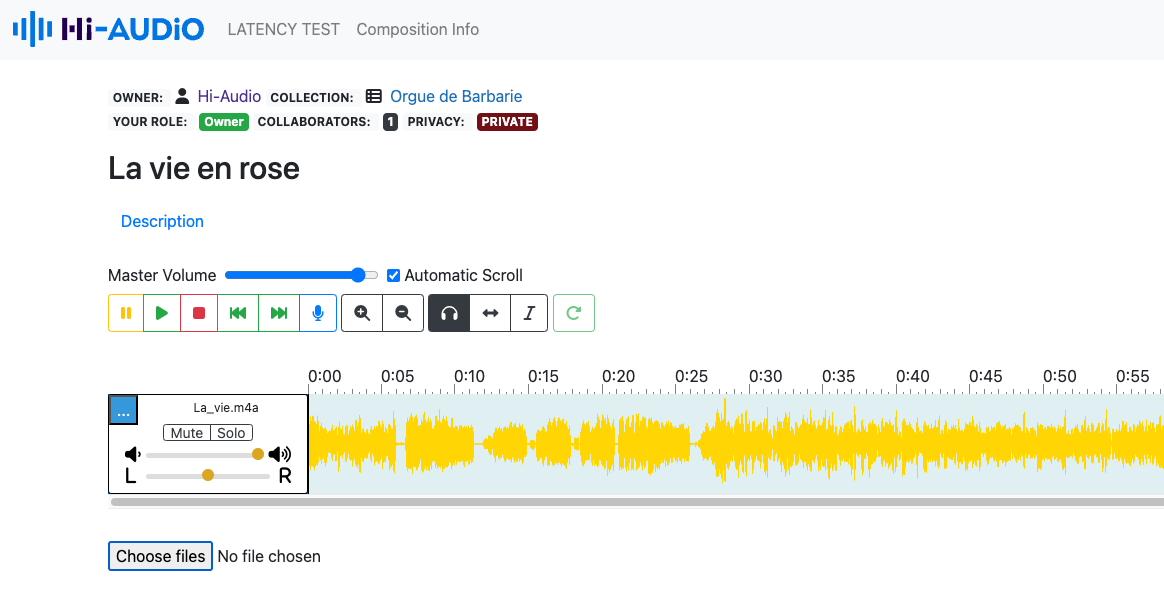 Hi-AUDiO LATENCY TEST Composition Info
OWNER: Hi-Audio COLLECTION: Orgue de Barbarie
YOUR ROLE: Owner COLLABORATORS: 1 PRIVACY: PRIVATE
La vie en rose
Description
Master Volume Automatic Scroll
0:00 0:05 0:10 0:15 0:20 0:25 0:30 0:35 0:40 0:45 0:50 0:55
... La_vie.m4a
Mute Solo
L R
Choose files No file chosen